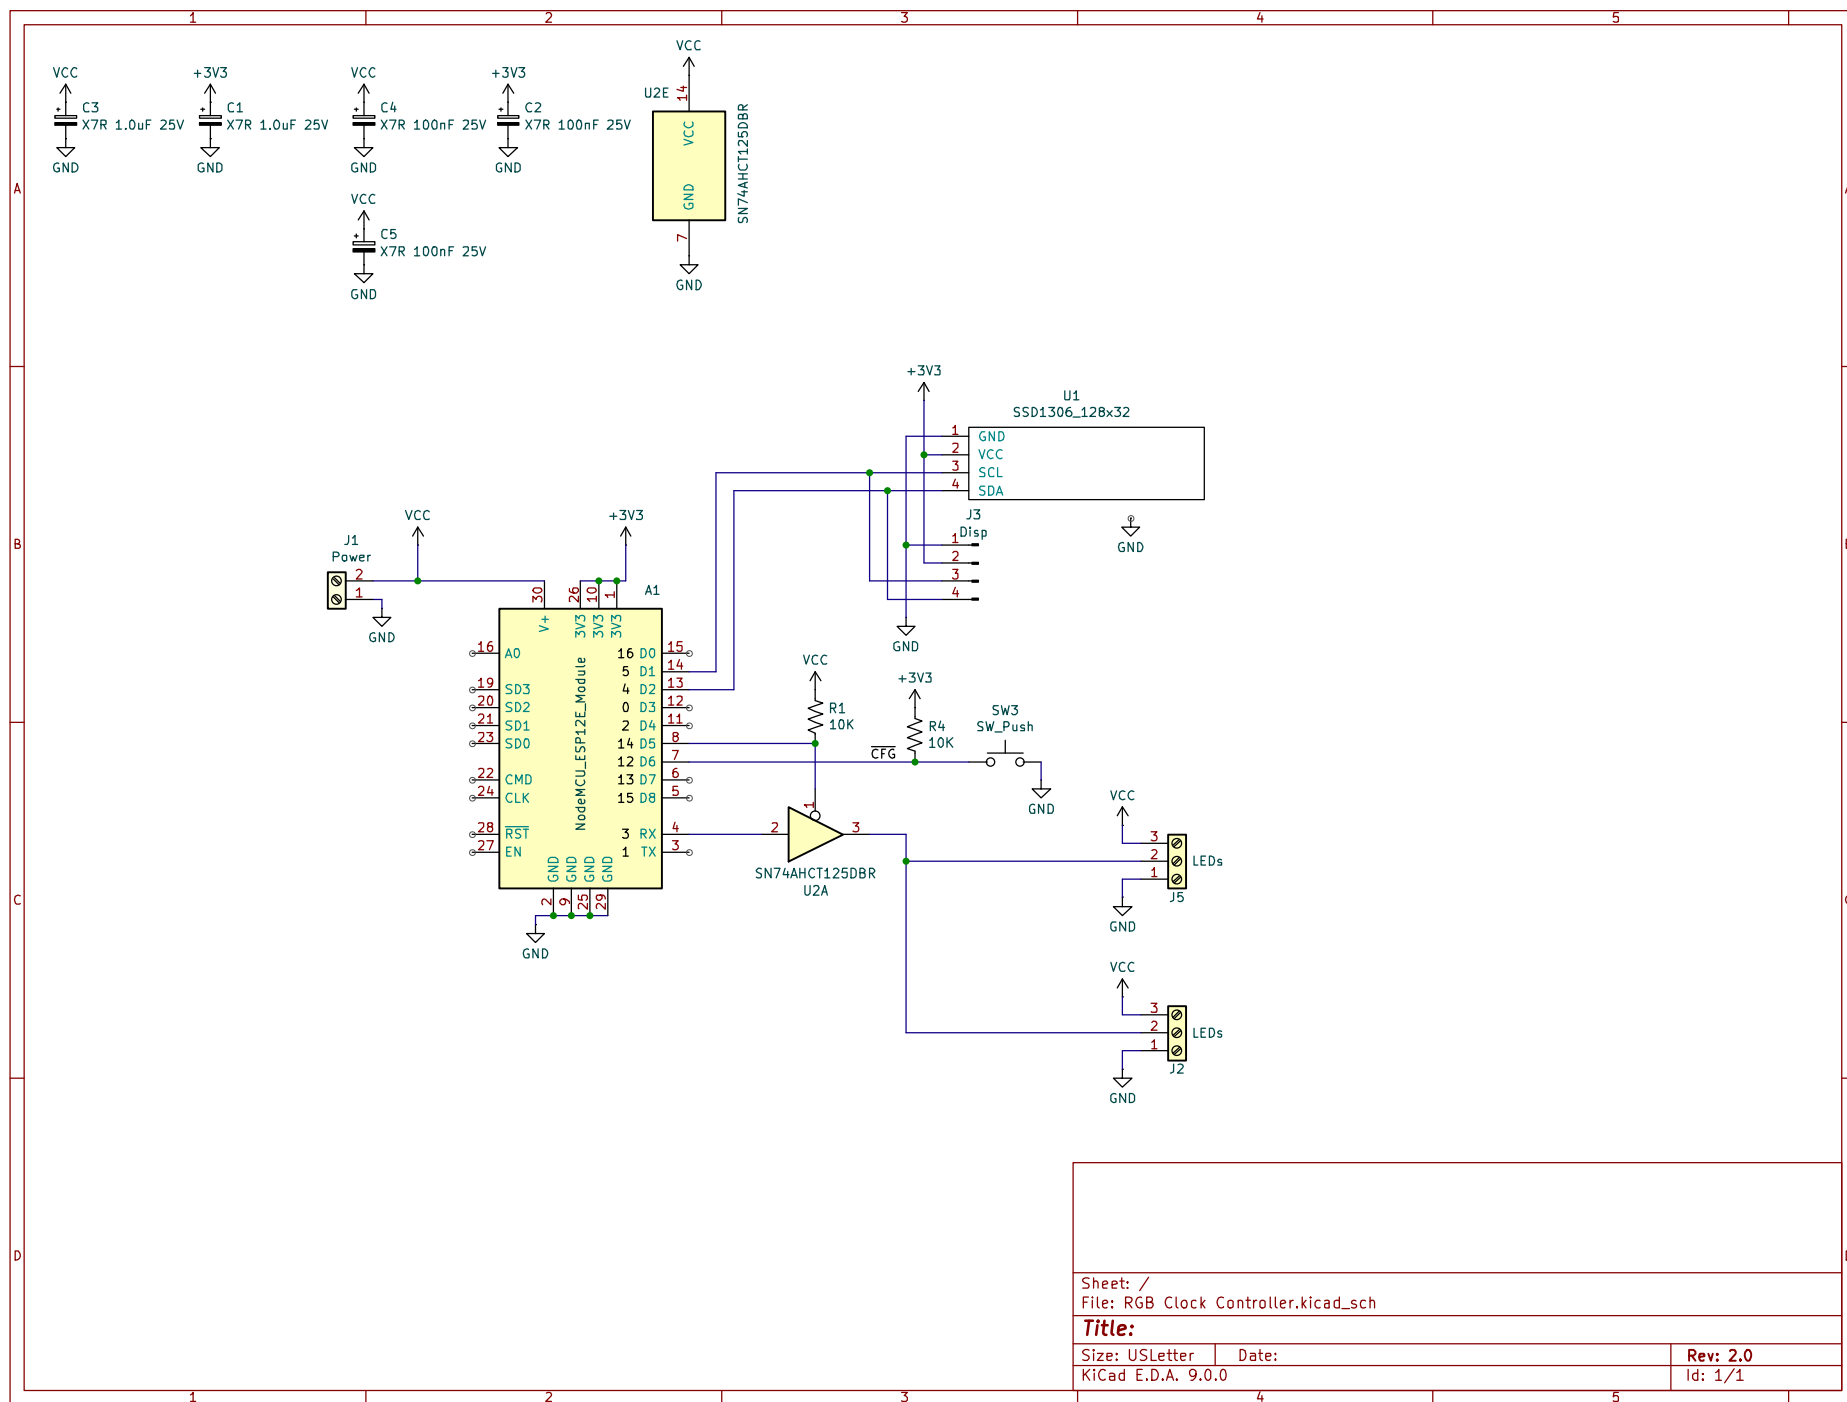 1 2 3 4 5
VCC +3V3 VCC +3V3 VCC
C3 C1 C4 C2 U2E 14
X7R 1.0uF 25V X7R 1.0uF 25V X7R 100nF 25V X7R 100nF 25V VCC SN74AHCT125DBR
GND GND GND GND GND
A
VCC
C5 7
X7R 100nF 25V
GND GND
+3V3
U1
SSD1306_128x32
1 GND
2 VCC
3 SCL
4 SDA
VCC +3V3 J3
Disp
B
J1 1 GND
Power 2
2 3
1 4
30 26 10 1 A1
V+ 3V3 3V3 3V3
GND GND
NodeMCU_ESP12E_Module
16 A0 16 D0 15
5 D1 14
19 SD3 4 D2 13
20 SD2 0 D3 12
21 SD1 2 D4 11
23 SD0 14 D5 8
12 D6 7
22 CMD 13 D7 6
24 CLK 15 D8 5
28 RST 3 RX 4
27 EN 1 TX 3
GND GND GND GND
2 9 25 29
GND
VCC
R1
10K
+3V3
R4
10K
CFG
SW3
SW_Push
GND
1
2 3
SN74AHCT125DBR
U2A
VCC
3
2 LEDs
1
J5
GND
C
VCC
3
2 LEDs
1
J2
GND
D
Sheet: /
File: RGB Clock Controller.kicad_sch
Title:
Size: USLetter Date: Rev: 2.0
KiCad E.D.A. 9.0.0 Id: 1/1
1 2 3 4 5